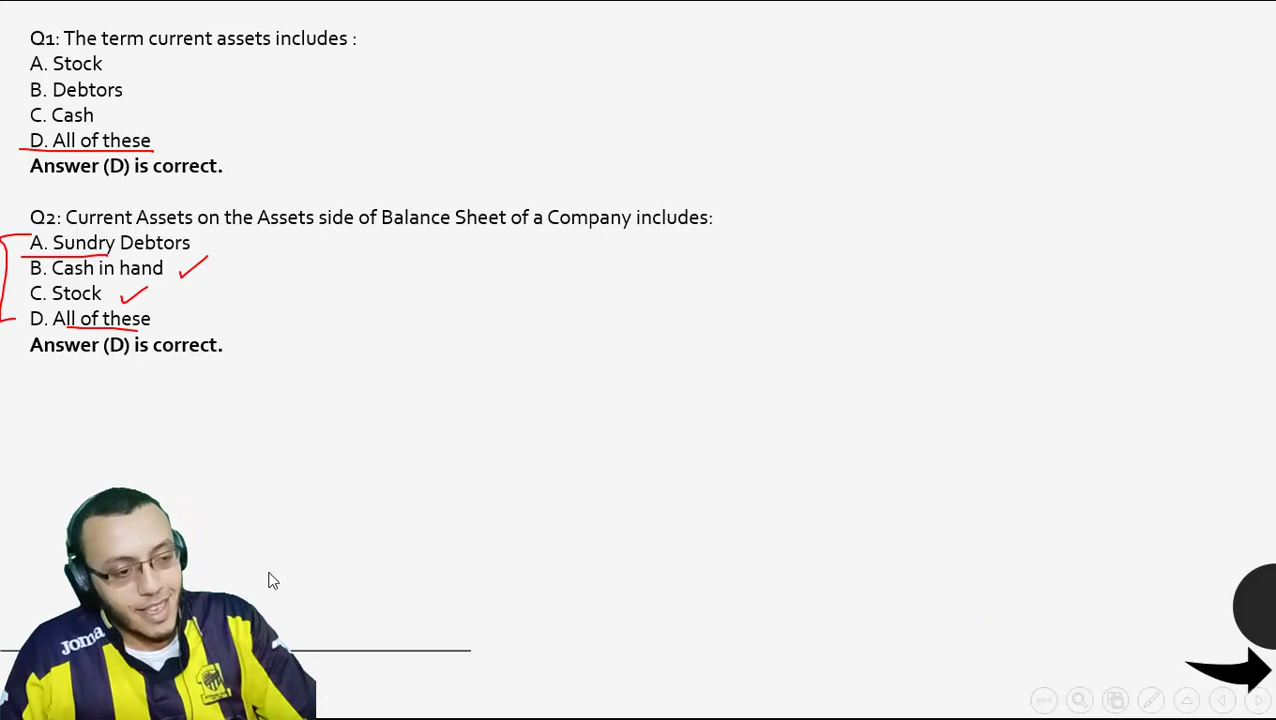 Q1: The term current assets includes :
A. Stock
B. Debtors
C. Cash
D. All of these
Answer (D) is correct.
Q2: Current Assets on the Assets side of Balance Sheet of a Company includes:
A. Sundry Debtors
B. Cash in hand
C. Stock
D. All of these
Answer (D) is correct.
Joma